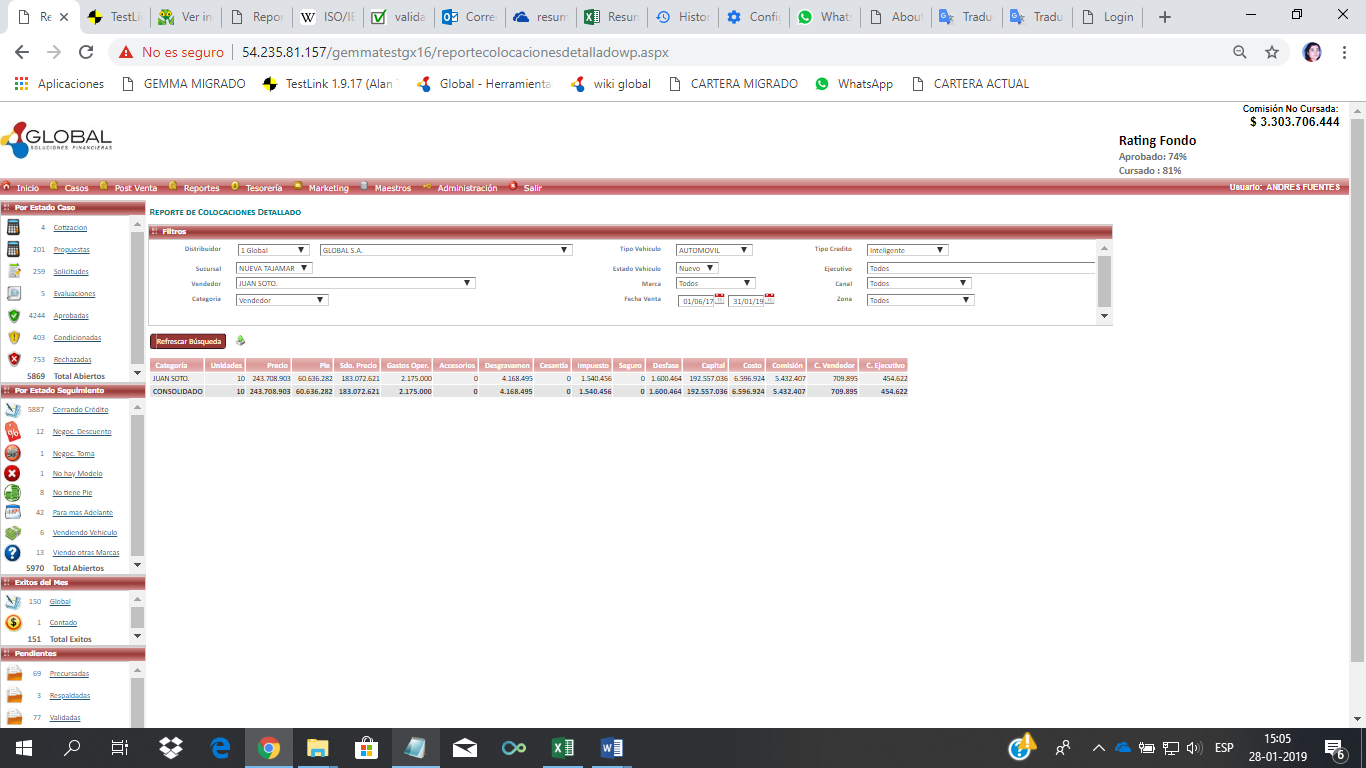 Re
TestLi
Ver in
Repor
ISO/IE
valida
Corre
resum
Resun
Histor
Config
Whats
About
Tradu
Tradu
Login
No es seguro
54.235.81.157/gemmatestgx16/reportecolocacionesdetalladowp.aspx
Aplicaciones
GEMMA MIGRADO
TestLink 1.9.17 (Alan
Global - Herramienta
wiki global
CARTERA MIGRADO
WhatsApp
CARTERA ACTUAL
Comisión No Cursada:
$ 3.303.706.444
GLOBAL
SOLUCIONES FINANCIERAS
Rating Fondo
Aprobado: 74%
Cursado : 81%
Inicio Casos Post Venta Reportes Tesorería Marketing Maestros Administración Salir
Usuario: ANDRES FUENTES
Por Estado Caso
4 Cotizacion
201 Propuestas
259 Solicitudes
5 Evaluaciones
4244 Aprobadas
403 Condicionadas
753 Rechazadas
5869 Total Abiertos
Por Estado Seguimiento
5887 Cerrando Crédito
12 Negoc. Descuento
1 Negoc. Toma
1 No hay Modelo
8 No tiene Pie
42 Para mas Adelante
6 Vendiendo Vehiculo
13 Viendo otras Marcas
5970 Total Abiertos
Exitos del Mes
150 Global
1 Contado
151 Total Exitos
Pendientes
69 Precursadas
3 Respaldadas
77 Validadas
REPORTE DE COLOCACIONES DETALLADO
Filtros
Distribuidor 1 Global GLOBAL S.A. Tipo Vehiculo AUTOMOVIL Tipo Credito Inteligente
Sucursal NUEVA TAJAMAR Estado Vehiculo Nuevo Ejecutivo Todos
Vendedor JUAN SOTO. Marca Todos Canal Todos
Categoria Vendedor Fecha Venta 01/06/17 31/01/19 Zona Todos
Refrescar Búsqueda
Categoría Unidades Precio Pie Sdo. Precio Gastos Oper. Accesorios Desgravamen Cesantía Impuesto Seguro Desfase Capital Costo Comisión C. Vendedor C. Ejecutivo
JUAN SOTO. 10 243.708.903 60.636.282 183.072.621 2.175.000 0 4.168.495 0 1.540.456 0 1.600.464 192.557.036 6.596.924 5.432.407 709.895 454.622
CONSOLIDADO 10 243.708.903 60.636.282 183.072.621 2.175.000 0 4.168.495 0 1.540.456 0 1.600.464 192.557.036 6.596.924 5.432.407 709.895 454.622
ESP
15:05
28-01-2019
6